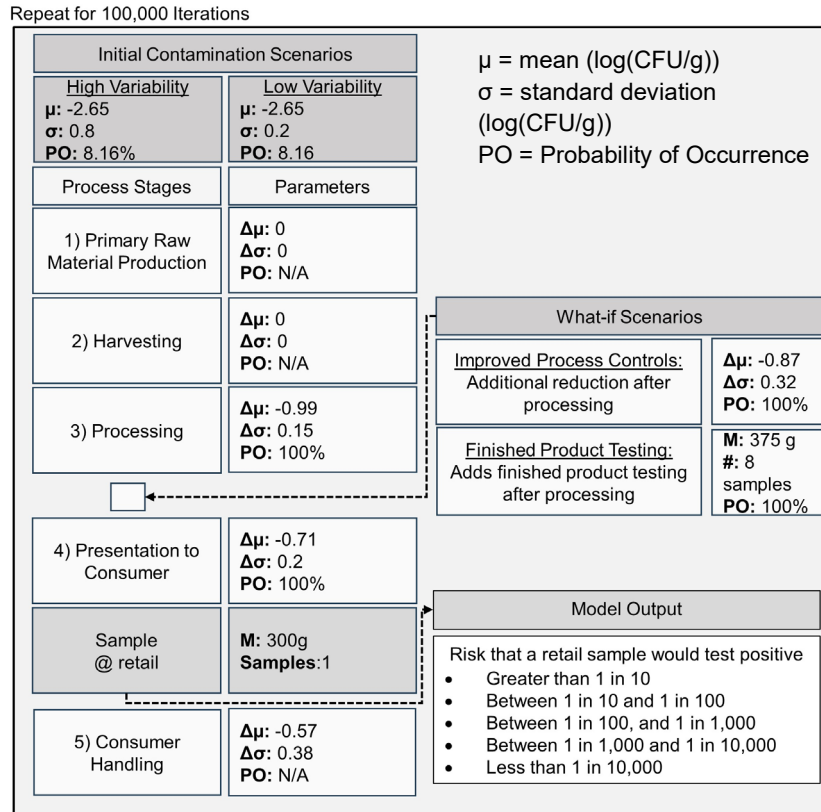 Repeat for 100,000 Iterations
Initial Contamination Scenarios
High Variability
μ: -2.65
σ: 0.8
PO: 8.16%
Low Variability
μ: -2.65
σ: 0.2
PO: 8.16
μ = mean (log(CFU/g))
σ = standard deviation
(log(CFU/g))
PO = Probability of Occurrence
Process Stages
Parameters
1) Primary Raw
Material Production
Δμ: 0
Δσ: 0
PO: N/A
2) Harvesting
Δμ: 0
Δσ: 0
PO: N/A
3) Processing
Δμ: -0.99
Δσ: 0.15
PO: 100%
What-if Scenarios
Improved Process Controls:
Additional reduction after
processing
Δμ: -0.87
Δσ: 0.32
PO: 100%
Finished Product Testing:
Adds finished product testing
after processing
M: 375 g
#: 8
samples
PO: 100%
4) Presentation to
Consumer
Δμ: -0.71
Δσ: 0.2
PO: 100%
Sample
@ retail
M: 300g
Samples:1
5) Consumer
Handling
Δμ: -0.57
Δσ: 0.38
PO: N/A
Model Output
Risk that a retail sample would test positive
• Greater than 1 in 10
• Between 1 in 10 and 1 in 100
• Between 1 in 100, and 1 in 1,000
• Between 1 in 1,000 and 1 in 10,000
• Less than 1 in 10,000